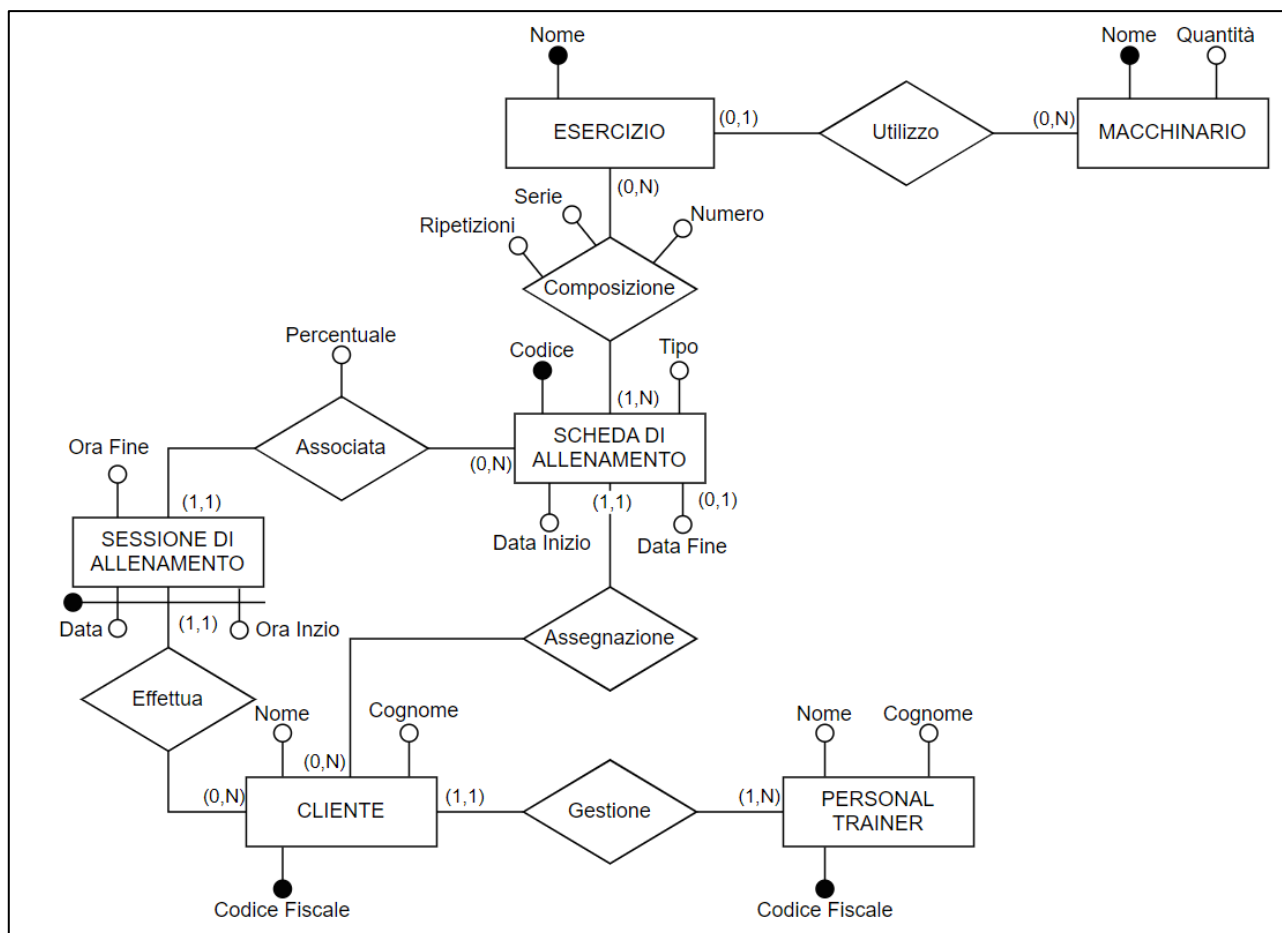 Nome
Nome
Quantità
ESERCIZIO
(0,1)
Utilizzo
(0,N)
MACCHINARIO
(0,N)
Serie
Numero
Ripetizioni
Composizione
Percentuale
Codice
Tipo
(1,N)
Ora Fine
Associata
(0,N)
SCHEDA DI
ALLENAMENTO
(1,1)
(1,1)
(0,1)
SESSIONE DI
ALLENAMENTO
Data Inizio
Data Fine
Data
(1,1)
Ora Inzio
Assegnazione
Effettua
Nome
Cognome
Nome
Cognome
(0,N)
(0,N)
CLIENTE
(1,1)
Gestione
(1,N)
PERSONAL
TRAINER
Codice Fiscale
Codice Fiscale